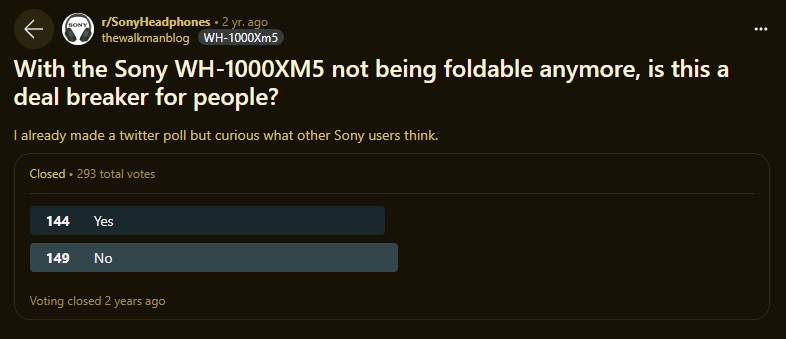 SONY
r/SonyHeadphones • 2 yr. ago
thewalkmanblog WH-1000Xm5
With the Sony WH-1000XM5 not being foldable anymore, is this a
deal breaker for people?
I already made a twitter poll but curious what other Sony users think.
Closed • 293 total votes
144 Yes
149 No
Voting closed 2 years ago